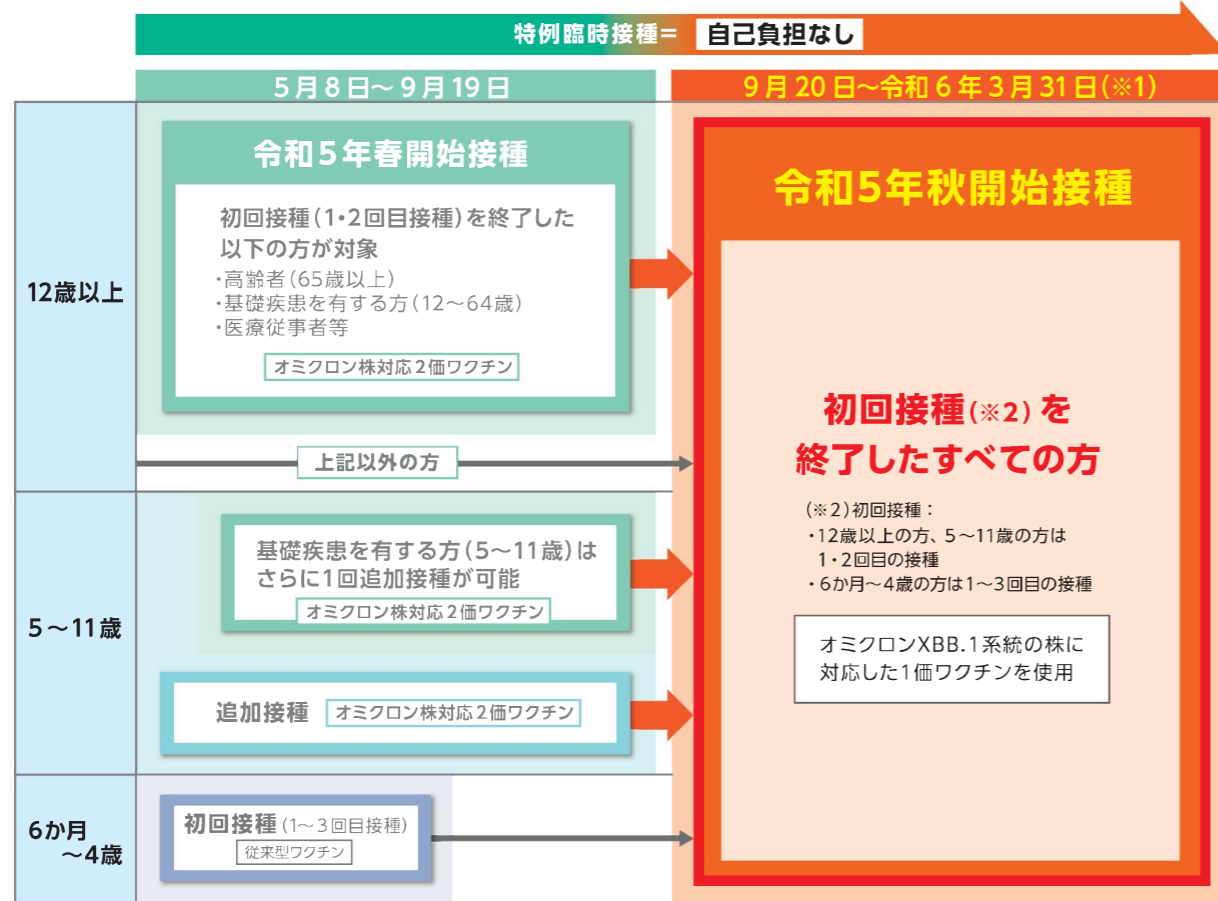 特例臨時接種= 自己負担なし
5月8日~9月19日
9月20日~令和6年3月31日(※1)
12歳以上
令和5年春開始接種
初回接種(1・2回目接種)を終了した
以下の方が対象
・高齢者(65歳以上)
・基礎疾患を有する方(12~64歳)
・医療従事者等
オミクロン株対応2価ワクチン
上記以外の方
5~11歳
基礎疾患を有する方(5~11歳)は
さらに1回追加接種が可能
オミクロン株対応2価ワクチン
追加接種 オミクロン株対応2価ワクチン
6か月
~4歳
初回接種(1~3回目接種)
従来型ワクチン
令和5年秋開始接種
初回接種(※2)を
終了したすべての方
(※2)初回接種:
・12歳以上の方、5~11歳の方は
1・2回目の接種
・6か月~4歳の方は1~3回目の接種
オミクロンXBB.1系統の株に
対応した1価ワクチンを使用